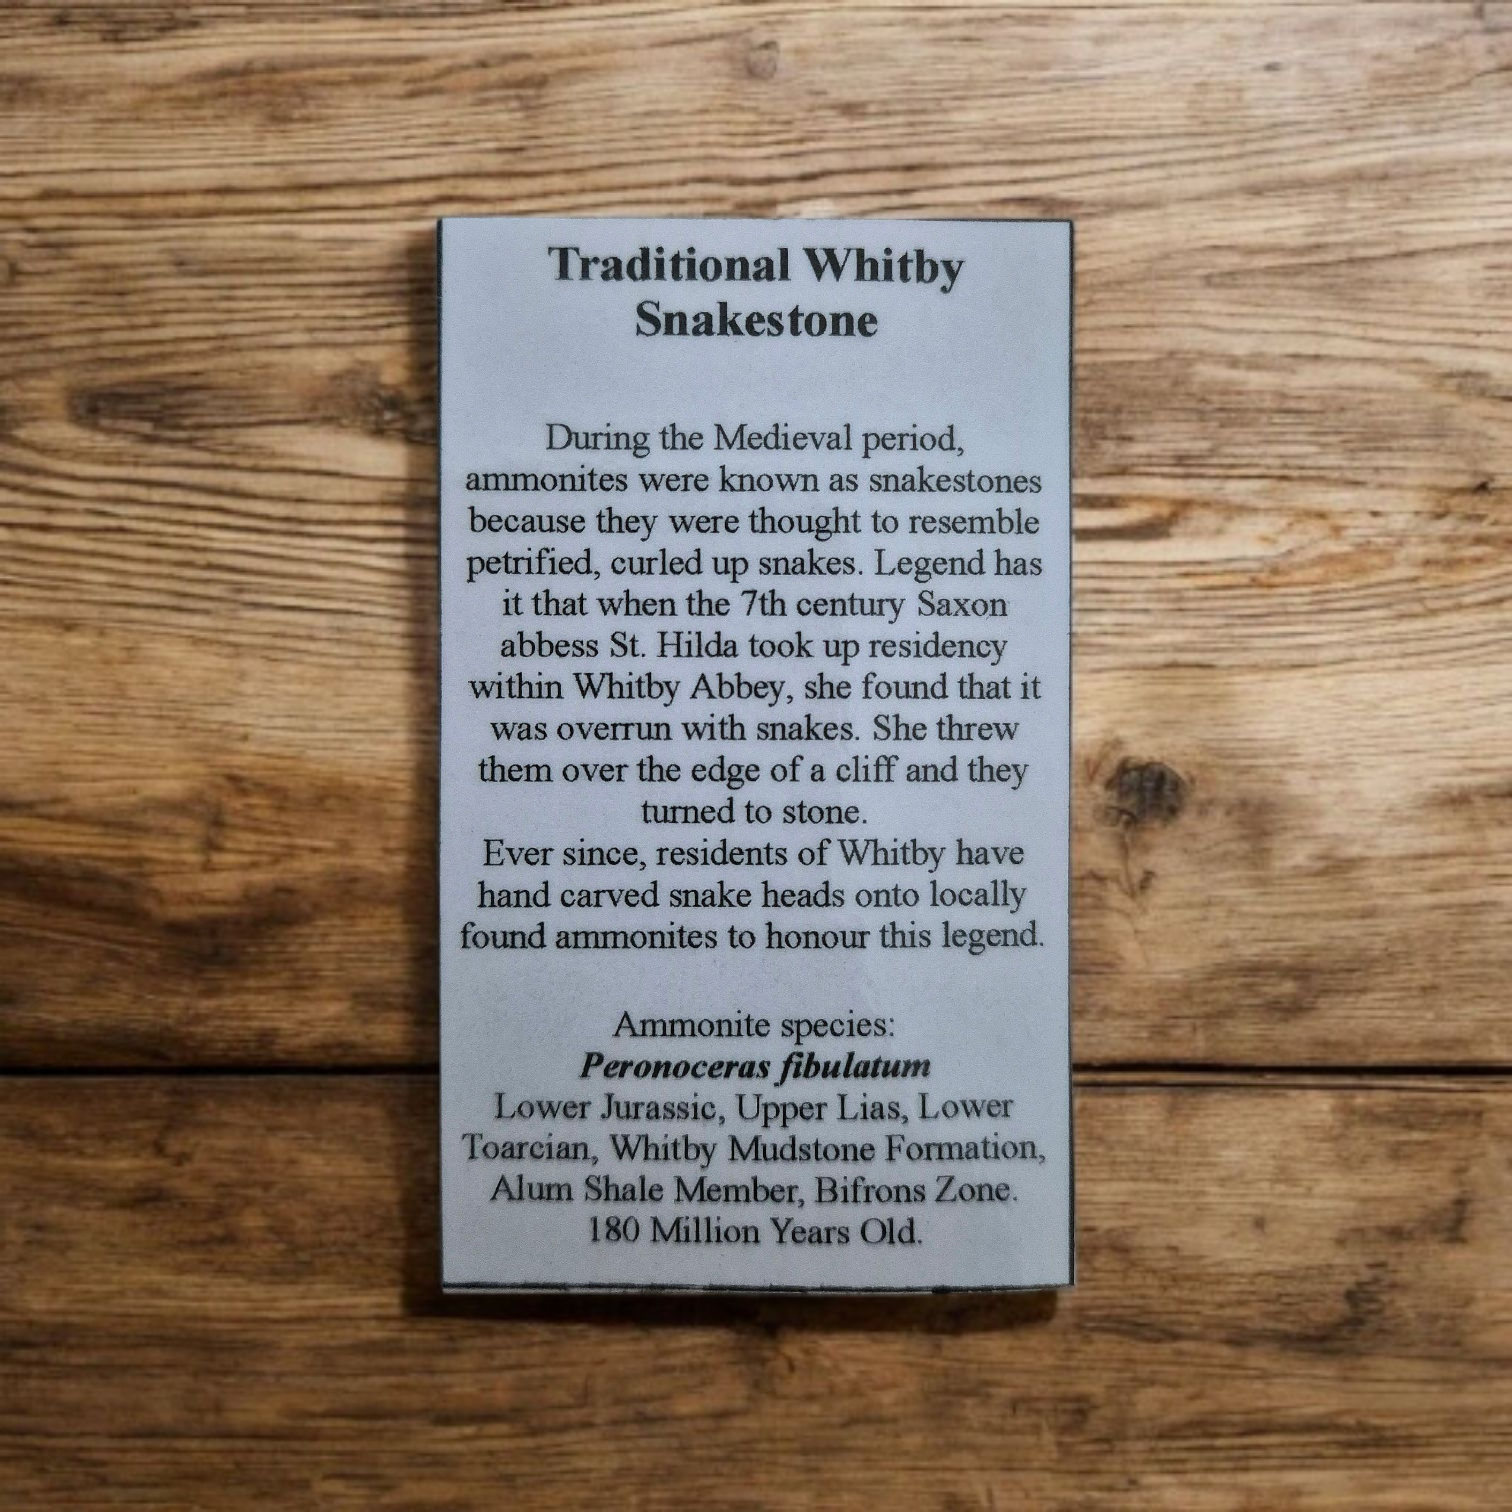 Traditional Whitby
Snakestone
During the Medieval period,
ammonites were known as snakestones
because they were thought to resemble
petrified, curled up snakes. Legend has
it that when the 7th century Saxon
abbess St. Hilda took up residency
within Whitby Abbey, she found that it
was overrun with snakes. She threw
them over the edge of a cliff and they
turned to stone.
Ever since, residents of Whitby have
hand carved snake heads onto locally
found ammonites to honour this legend.
Ammonite species:
Peronoceras fibulatum
Lower Jurassic, Upper Lias, Lower
Toarcian, Whitby Mudstone Formation,
Alum Shale Member, Bifrons Zone.
180 Million Years Old.